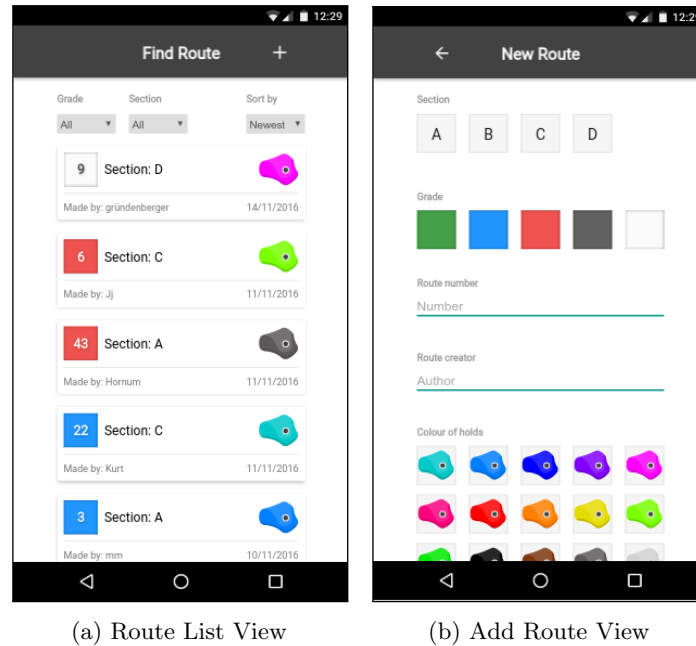 12:29
Find Route +
Grade Section Sort by
All All Newest
9 Section: D
Made by: gründenberger 14/11/2016
6 Section: C
Made by: Jj 11/11/2016
43 Section: A
Made by: Hornum 11/11/2016
22 Section: C
Made by: Kurt 11/11/2016
3 Section: A
Made by: mm 10/11/2016
(a) Route List View
12:29
New Route
Section
A B C D
Grade
Route number
Number
Route creator
Author
Colour of holds
(b) Add Route View